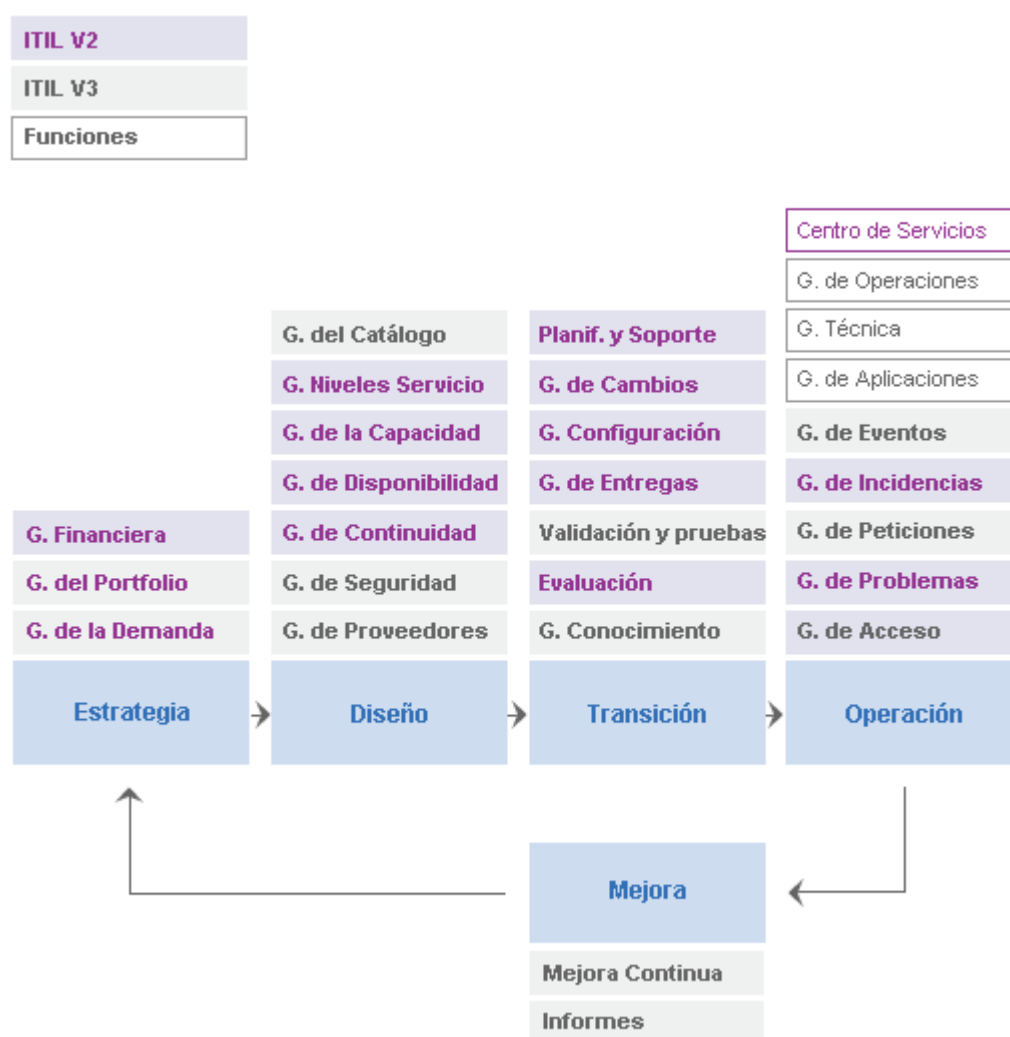 ITIL V2
ITIL V3
Funciones
Centro de Servicios
G. de Operaciones
G. Técnica
G. de Aplicaciones
G. de Eventos
G. de Incidencias
G. de Peticiones
G. de Problemas
G. de Acceso
Operación
G. del Catálogo
G. Niveles Servicio
G. de la Capacidad
G. de Disponibilidad
G. de Continuidad
G. de Seguridad
G. de Proveedores
Diseño
Planif. y Soporte
G. de Cambios
G. Configuración
G. de Entregas
Validación y pruebas
Evaluación
G. Conocimiento
Transición
G. Financiera
G. del Portfolio
G. de la Demanda
Estrategia
Mejora
Mejora Continua
Informes